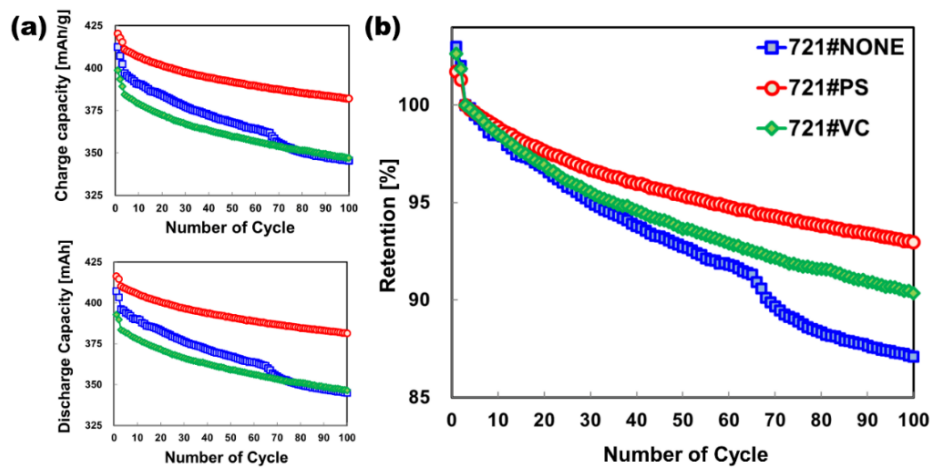 (a)
Charge capacity [mAh/g]
425
400
375
350
325
0 10 20 30 40 50 60 70 80 90 100
Number of Cycle
Discharge Capacity [mAh]
425
400
375
350
325
0 10 20 30 40 50 60 70 80 90 100
Number of Cycle
(b)
721#NONE
721#PS
721#VC
Retention [%]
100
95
90
85
0 10 20 30 40 50 60 70 80 90 100
Number of Cycle